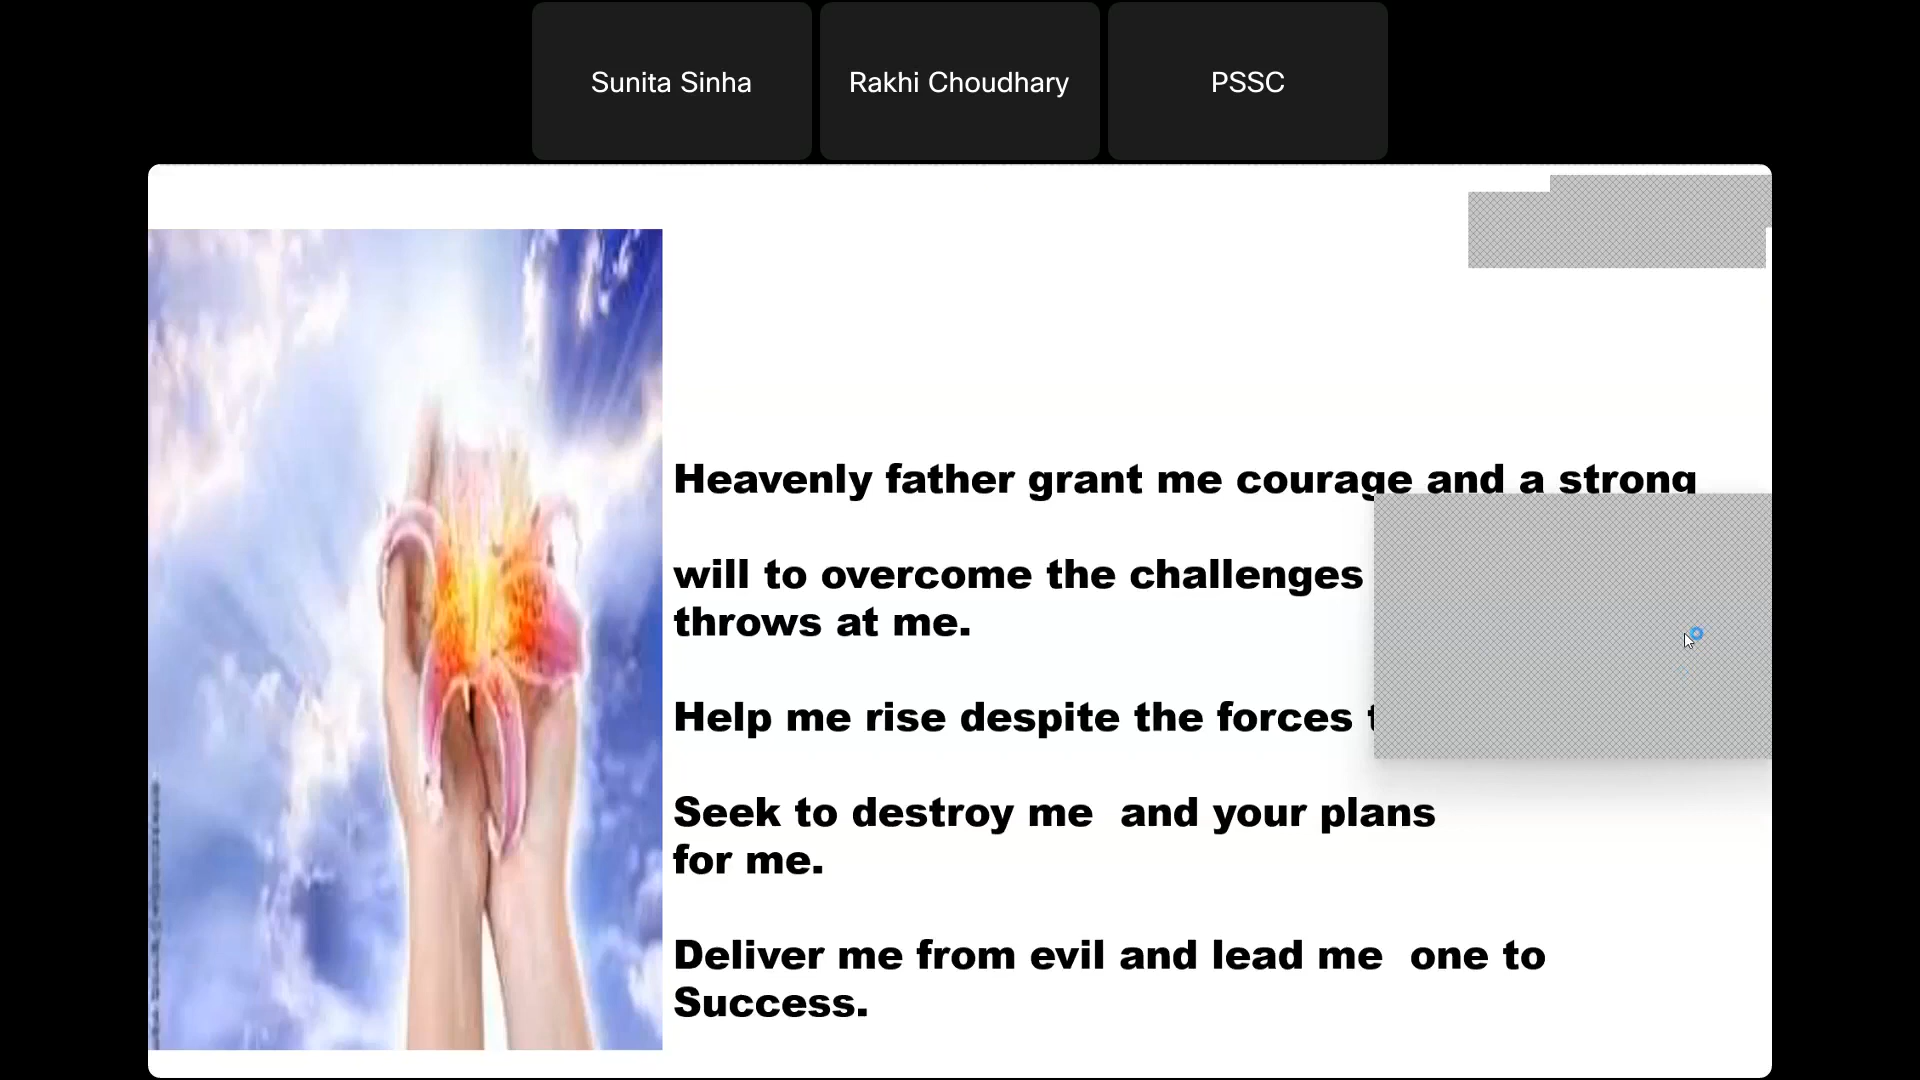 Sunita Sinha
Rakhi Choudhary
PSSC
Heavenly father grant me courage and a strong
will to overcome the challenges
throws at me.
Help me rise despite the forces
Seek to destroy me  and your plans
for me.
Deliver me from evil and lead me  one to
Success.